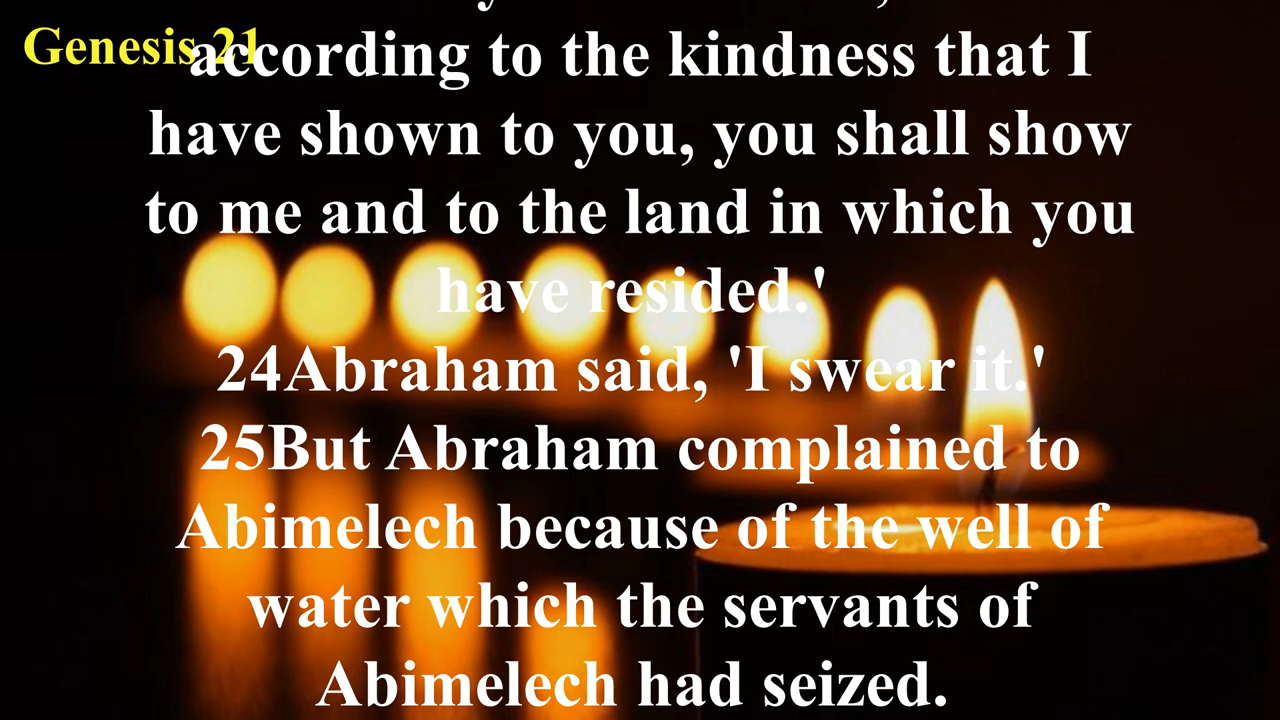 Genesis 21
according to the kindness that I
have shown to you, you shall show
to me and to the land in which you
have resided.'
24Abraham said, 'I swear it.'
25But Abraham complained to
Abimelech because of the well of
water which the servants of
Abimelech had seized.